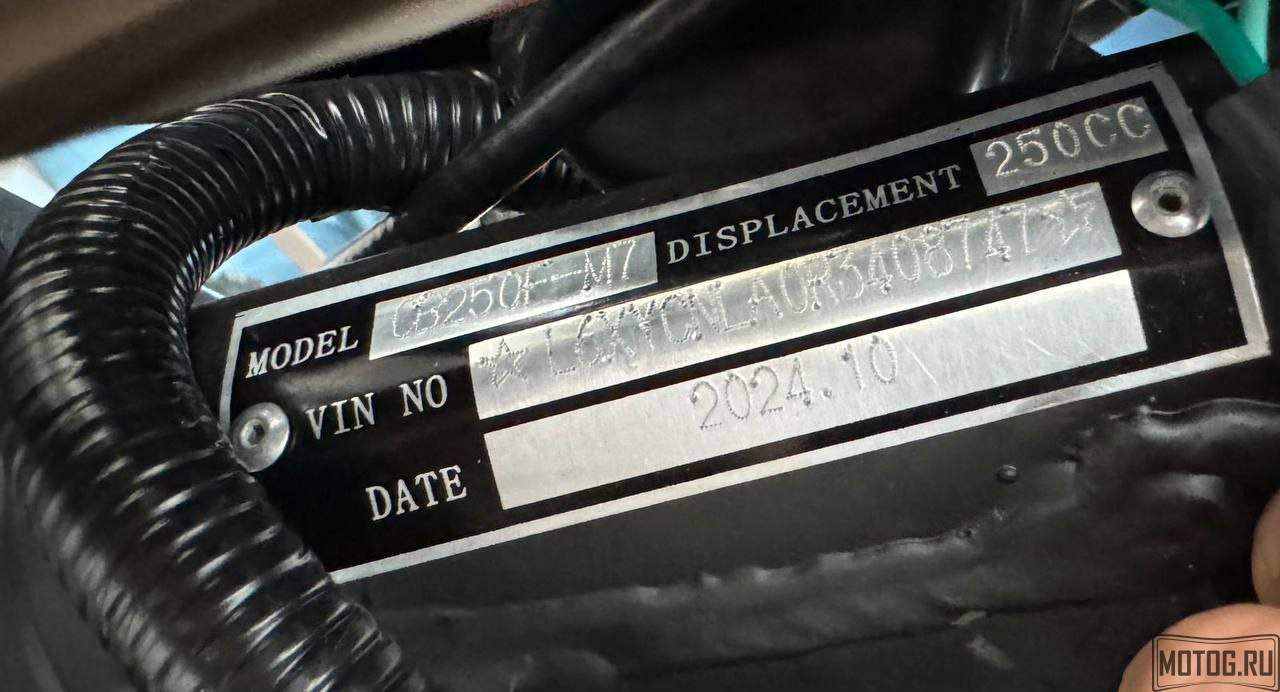 MODEL CB250F-M7 DISPLACEMENT 250CC
VIN NO ☆L6XYCNLA0R3408747☆
DATE 2024.10
MOTOG.RU